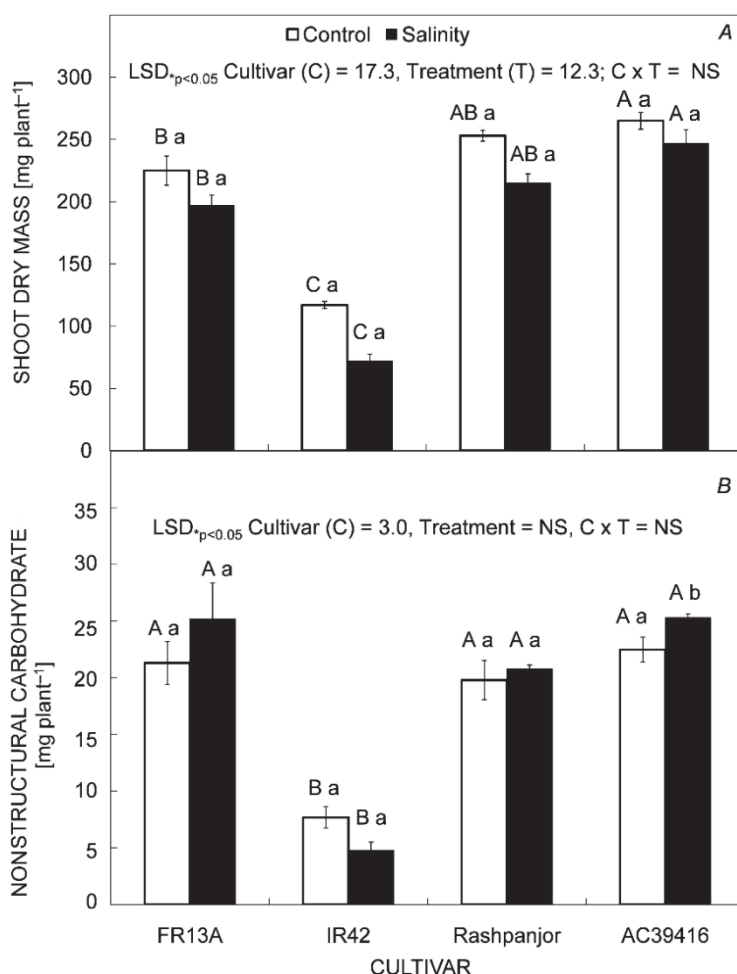 Control Salinity A
LSD*p<0.05 Cultivar (C) = 17.3, Treatment (T) = 12.3; C x T = NS
SHOOT DRY MASS [mg plant⁻¹]
300
250
200
150
100
50
0
B a
B a
C a
C a
AB a
AB a
A a
A a
B
LSD*p<0.05 Cultivar (C) = 3.0, Treatment = NS, C x T = NS
NONSTRUCTURAL CARBOHYDRATE
[mg plant⁻¹]
35
30
25
20
15
10
5
0
A a
A a
B a
B a
A a
A a
A a
A b
FR13A IR42 Rashpanjor AC39416
CULTIVAR